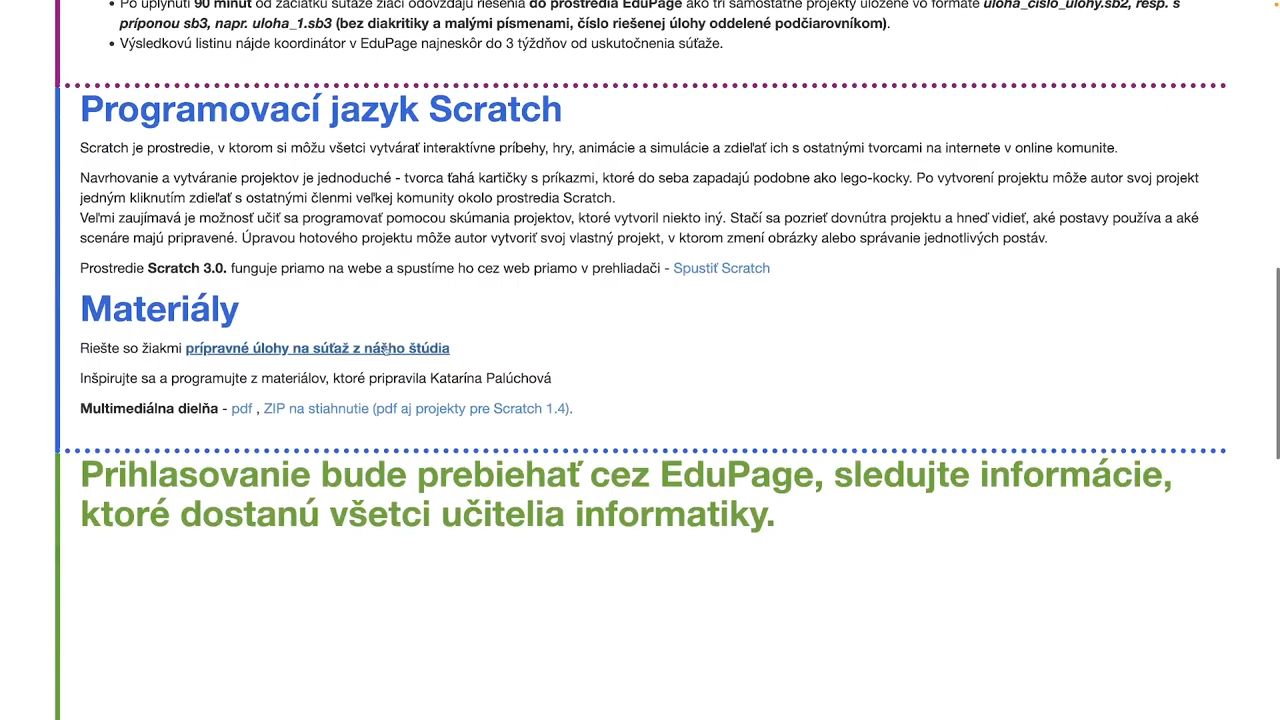 Po uplynutí 90 minút od začiatku súťaže žiaci odovzdajú riešenia do prostredia EduPage ako tri samostatné projekty uložené vo formáte uloha_cislo_ulohy.sb2, resp. s
príponou sb3, napr. uloha_1.sb3 (bez diakritiky a malými písmenami, číslo riešenej úlohy oddelené podčiarovníkom).
• Výsledkovú listinu nájde koordinátor v EduPage najneskôr do 3 týždňov od uskutočnenia súťaže.
Programovací jazyk Scratch
Scratch je prostredie, v ktorom si môžu všetci vytvárať interaktívne príbehy, hry, animácie a simulácie a zdieľať ich s ostatnými tvorcami na internete v online komunite.
Navrhovanie a vytváranie projektov je jednoduché - tvorca ťahá kartičky s príkazmi, ktoré do seba zapadajú podobne ako lego-kocky. Po vytvorení projektu môže autor svoj projekt
jedným kliknutím zdieľať s ostatnými členmi veľkej komunity okolo prostredia Scratch.
Veľmi zaujímavá je možnosť učiť sa programovať pomocou skúmania projektov, ktoré vytvoril niekto iný. Stačí sa pozrieť dovnútra projektu a hneď vidieť, aké postavy používa a aké
scenáre majú pripravené. Úpravou hotového projektu môže autor vytvoriť svoj vlastný projekt, v ktorom zmení obrázky alebo správanie jednotlivých postáv.
Prostredie Scratch 3.0. funguje priamo na webe a spustíme ho cez web priamo v prehliadači - Spustiť Scratch
Materiály
Riešte so žiakmi prípravné úlohy na súťaž z nášho štúdia
Inšpirujte sa a programujte z materiálov, ktoré pripravila Katarína Palúchová
Multimediálna dielňa - pdf , ZIP na stiahnutie (pdf aj projekty pre Scratch 1.4).
Prihlasovanie bude prebiehať cez EduPage, sledujte informácie,
ktoré dostanú všetci učitelia informatiky.